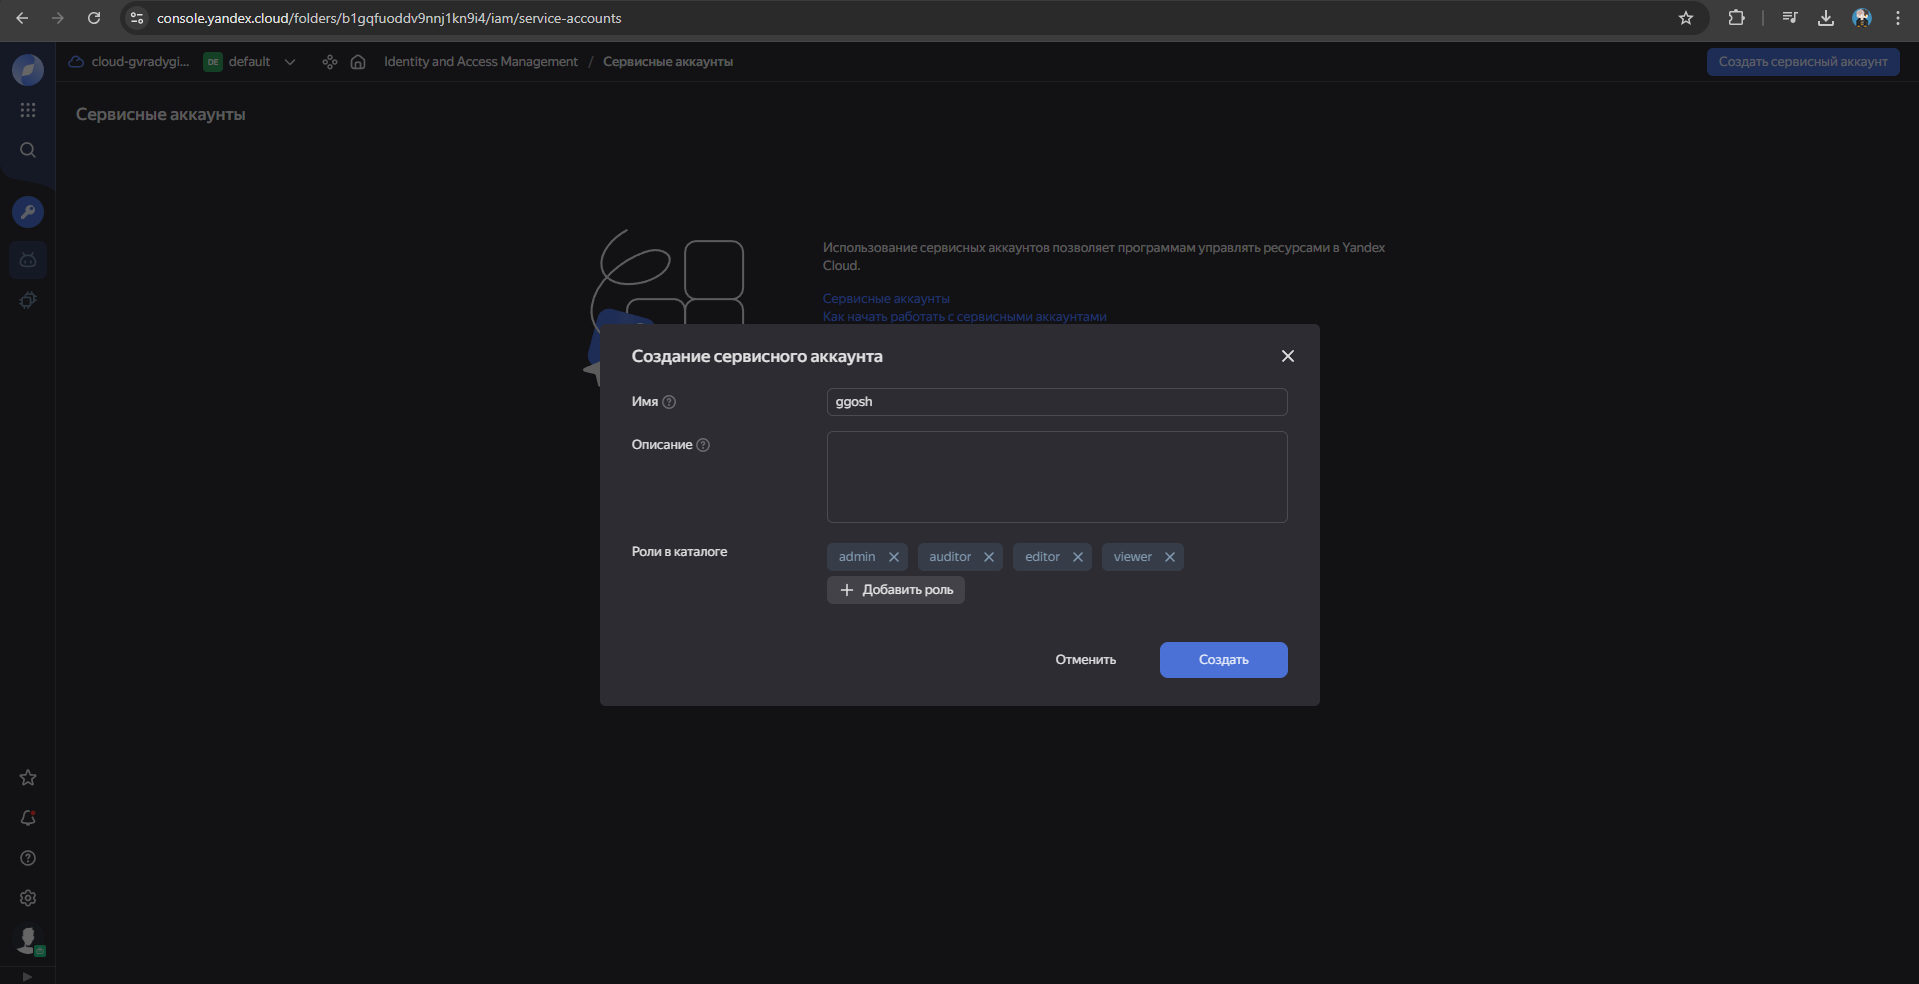 console.yandex.cloud/folders/b1gqfuoddv9nnj1kn9i4/iam/service-accounts
cloud-gvradygi... DE default Identity and Access Management / Сервисные аккаунты Создать сервисный аккаунт
Сервисные аккаунты
Использование сервисных аккаунтов позволяет программам управлять ресурсами в Yandex
Cloud.
Сервисные аккаунты
Как начать работать с сервисными аккаунтами
Создание сервисного аккаунта
Имя ggosh
Описание
Роли в каталоге admin auditor editor viewer
Добавить роль
Отменить Создать